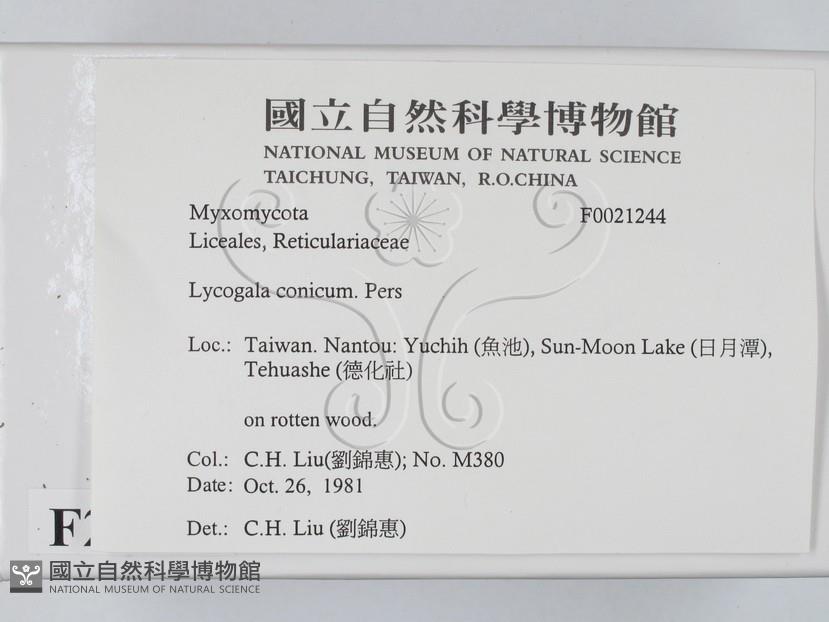 國立自然科學博物館
NATIONAL MUSEUM OF NATURAL SCIENCE
TAICHUNG, TAIWAN, R.O.CHINA
Myxomycota F0021244
Liceales, Reticulariaceae
Lycogala conicum. Pers
Loc.: Taiwan. Nantou: Yuchih (魚池), Sun-Moon Lake (日月潭),
Tehuashe (德化社)
on rotten wood.
Col.: C.H. Liu(劉錦惠); No. M380
Date: Oct. 26, 1981
Det.: C.H. Liu (劉錦惠)
國立自然科學博物館
NATIONAL MUSEUM OF NATURAL SCIENCE